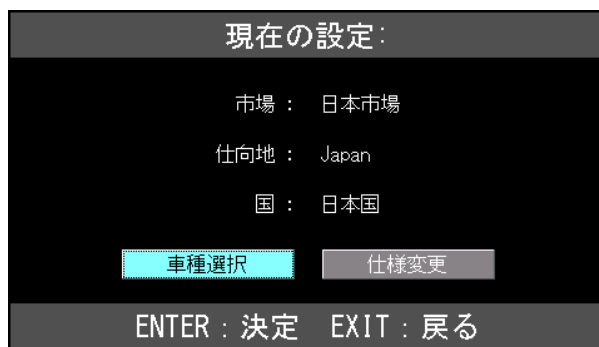 現在の設定:
市場 : 日本市場
仕向地 : Japan
国 : 日本国
車種選択 仕様変更
ENTER : 決定 EXIT : 戻る